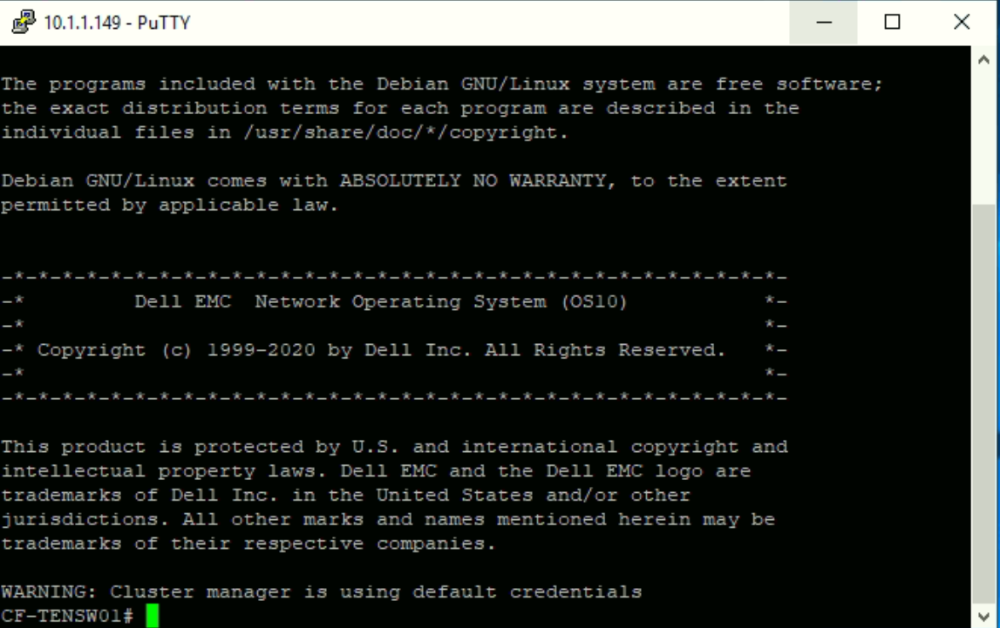 10.1.1.149 - PuTTY
The programs included with the Debian GNU/Linux system are free software;
the exact distribution terms for each program are described in the
individual files in /usr/share/doc/*/copyright.
Debian GNU/Linux comes with ABSOLUTELY NO WARRANTY, to the extent
permitted by applicable law.
-*-*-*-*-*-*-*-*-*-*-*-*-*-*-*-*-*-*-*-*-*-*-*-*-*-*-*-*-*-*-*-*-
-*         Dell EMC  Network Operating System (OS10)           *-
-*                                                             *-
-* Copyright (c) 1999-2020 by Dell Inc. All Rights Reserved.   *-
-*                                                             *-
-*-*-*-*-*-*-*-*-*-*-*-*-*-*-*-*-*-*-*-*-*-*-*-*-*-*-*-*-*-*-*-*-
This product is protected by U.S. and international copyright and
intellectual property laws. Dell EMC and the Dell EMC logo are
trademarks of Dell Inc. in the United States and/or other
jurisdictions. All other marks and names mentioned herein may be
trademarks of their respective companies.
WARNING: Cluster manager is using default credentials
CF-TENSW01#